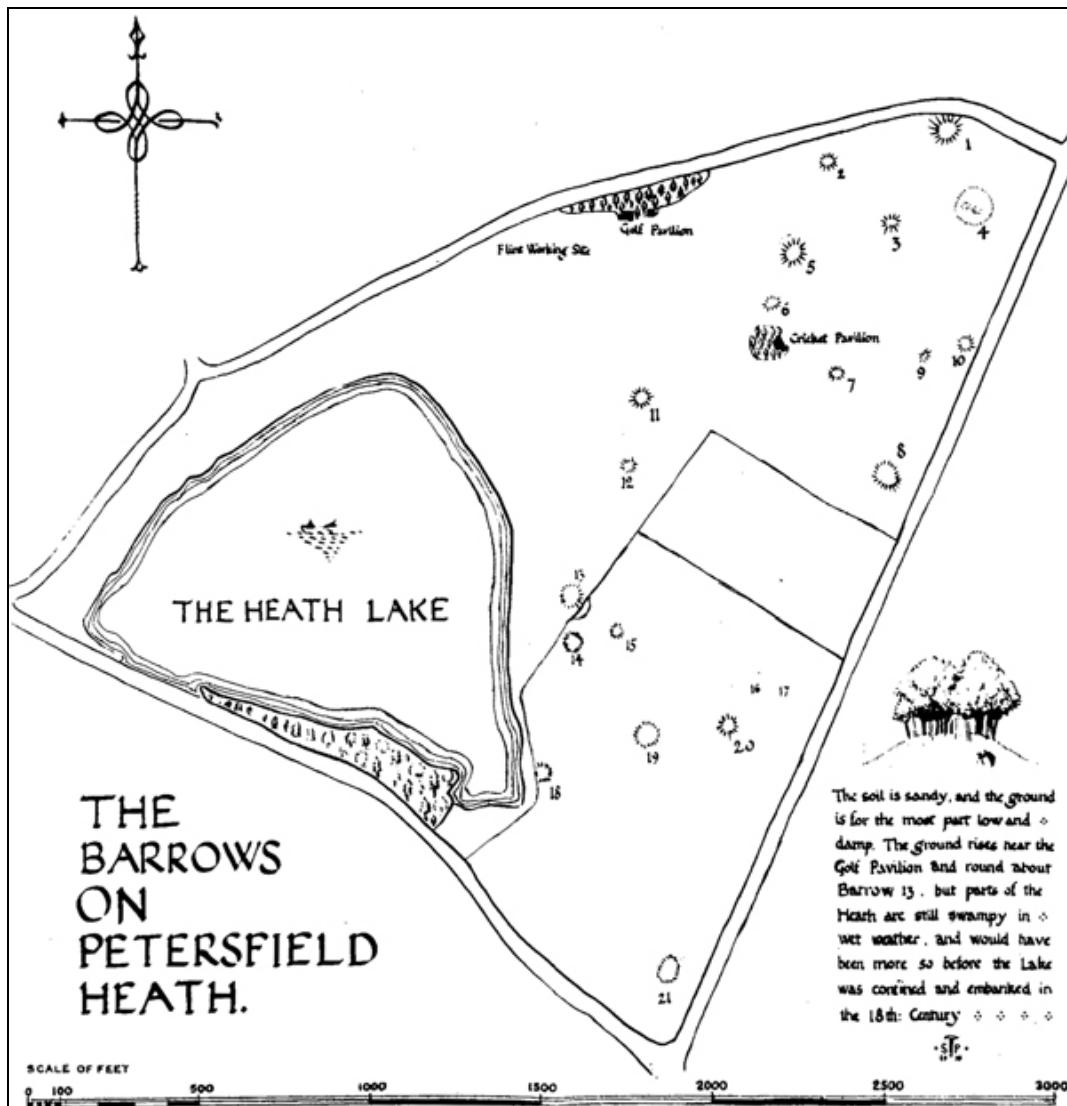 1
2
3
4
Golf Pavilion
Flint Working Site
5
6
Cricket Pavilion
7
9
10
11
8
12
13
THE HEATH LAKE
14
15
16
17
19
20
18
21
THE
BARROWS
ON
PETERSFIELD
HEATH.
The soil is sandy, and the ground
is for the most part low and
damp. The ground rises near the
Golf Pavilion and round about
Barrow 13, but parts of the
Heath are still swampy in
wet weather, and would have
been more so before the Lake
was confined and embanked in
the 18th: Century
SCALE OF FEET
0 100 500 1000 1500 2000 2500 3000